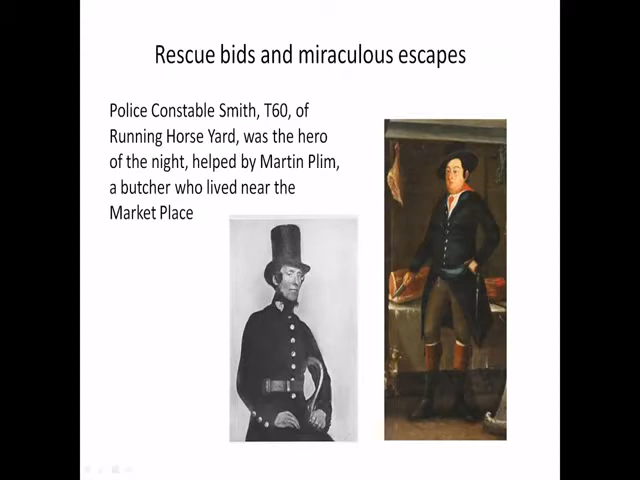 Rescue bids and miraculous escapes
Police Constable Smith, T60, of
Running Horse Yard, was the hero
of the night, helped by Martin Plim,
a butcher who lived near the
Market Place